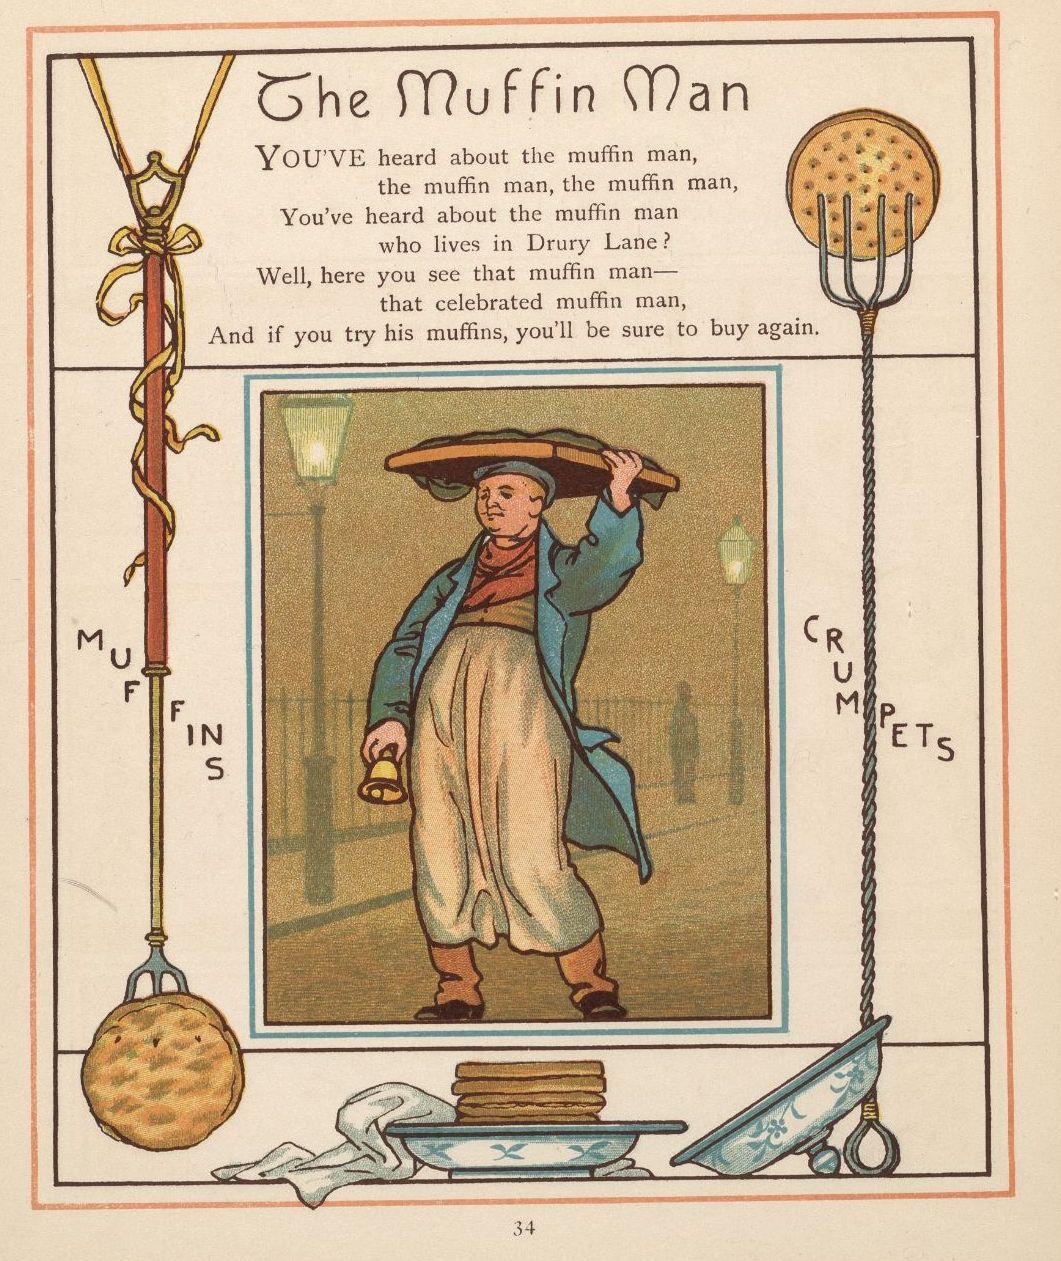 The Muffin Man
YOU'VE heard about the muffin man,
the muffin man, the muffin man,
You've heard about the muffin man
who lives in Drury Lane?
Well, here you see that muffin man—
that celebrated muffin man,
And if you try his muffins, you'll be sure to buy again.
MUFFINS
CRUMPETS
34